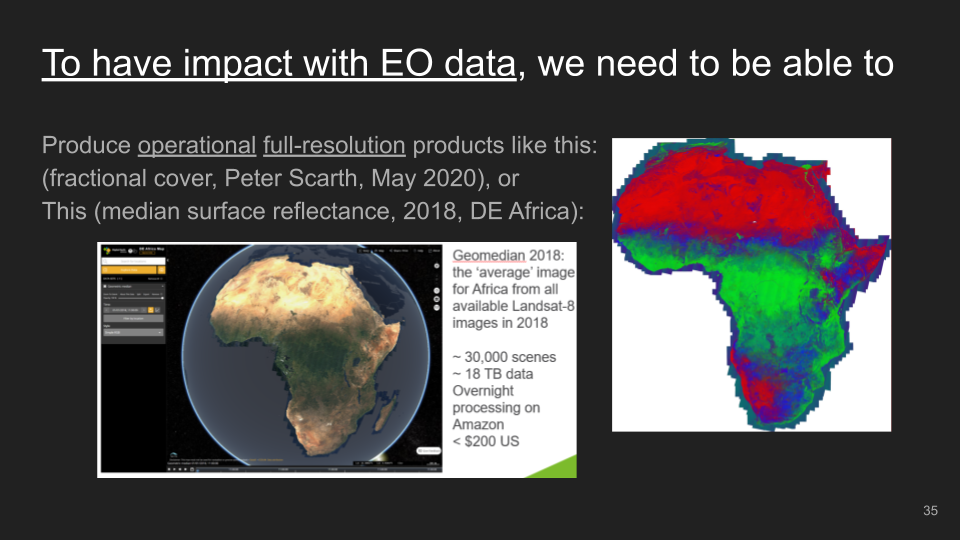 To have impact with EO data, we need to be able to
Produce operational full-resolution products like this:
(fractional cover, Peter Scarth, May 2020), or
This (median surface reflectance, 2018, DE Africa):
Geomedian 2018:
the ‘average’ image
for Africa from all
available Landsat-8
images in 2018
~ 30,000 scenes
~ 18 TB data
Overnight
processing on
Amazon
< $200 US
35